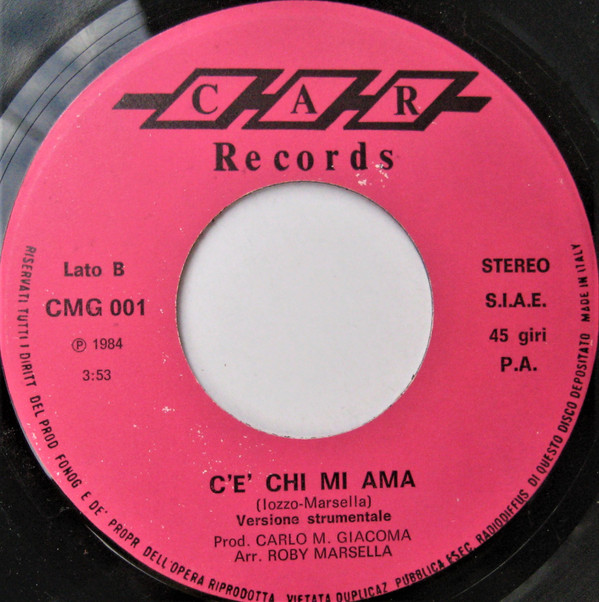 C A R
Records
Lato B
CMG 001
℗ 1984
3:53
STEREO
S.I.A.E.
45 giri
P.A.
C'E' CHI MI AMA
(Iozzo-Marsella)
Versione strumentale
Prod. CARLO M. GIACOMA
Arr. ROBY MARSELLA
RISERVATI TUTTI I DIRITT DEL PROD FONOG E DE' PROPR DELL'OPERA RIPRODOTTA, VIETATA DUPLICAZ PUBBLICA ESEC. RADIODIFFUS DI QUESTO DISCO DEPOSITATO MADE IN ITALY